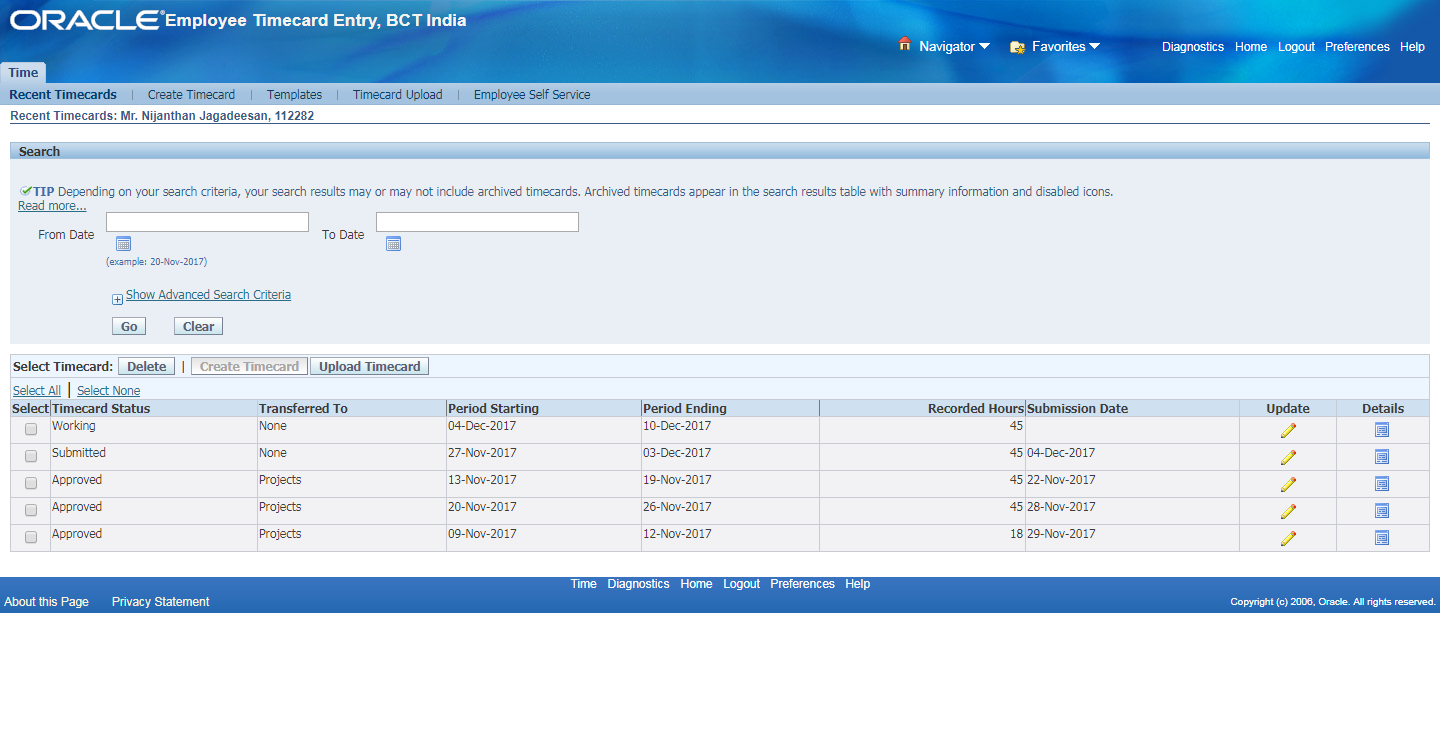 ORACLE® Employee Timecard Entry, BCT India
Navigator Favorites Diagnostics Home Logout Preferences Help
Time
Recent Timecards | Create Timecard | Templates | Timecard Upload | Employee Self Service
Recent Timecards: Mr. Nijanthan Jagadeesan, 112282
Search
TIP Depending on your search criteria, your search results may or may not include archived timecards. Archived timecards appear in the search results table with summary information and disabled icons.
Read more...
From Date To Date
(example: 20-Nov-2017)
Show Advanced Search Criteria
Go Clear
Select Timecard: Delete | Create Timecard Upload Timecard
Select All | Select None
Select Timecard Status Transferred To Period Starting Period Ending Recorded Hours Submission Date Update Details
Working None 04-Dec-2017 10-Dec-2017 45
Submitted None 27-Nov-2017 03-Dec-2017 45 04-Dec-2017
Approved Projects 13-Nov-2017 19-Nov-2017 45 22-Nov-2017
Approved Projects 20-Nov-2017 26-Nov-2017 45 28-Nov-2017
Approved Projects 09-Nov-2017 12-Nov-2017 18 29-Nov-2017
Time Diagnostics Home Logout Preferences Help
About this Page Privacy Statement Copyright (c) 2006, Oracle. All rights reserved.